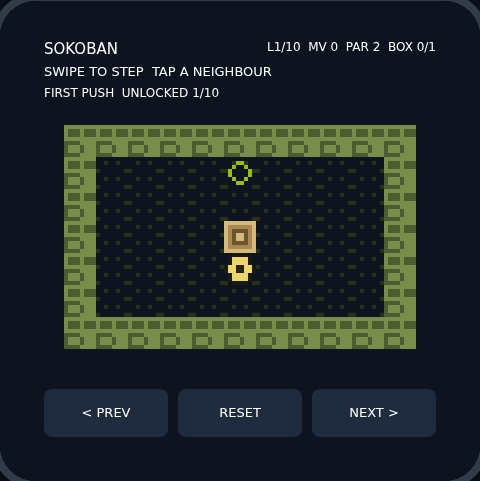 SOKOBAN
L1/10 MV 0 PAR 2 BOX 0/1
SWIPE TO STEP TAP A NEIGHBOUR
FIRST PUSH UNLOCKED 1/10
< PREV
RESET
NEXT >